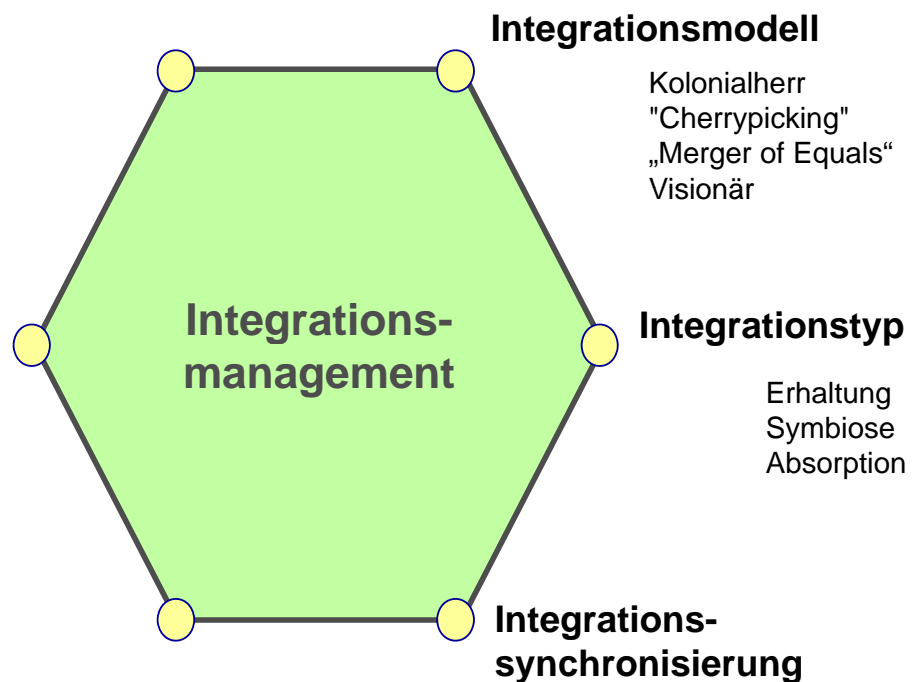 Integrationsmodell
Kolonialherr
"Cherrypicking"
„Merger of Equals“
Visionär
Integrations-
management
Integrationstyp
Erhaltung
Symbiose
Absorption
Integrations-
synchronisierung